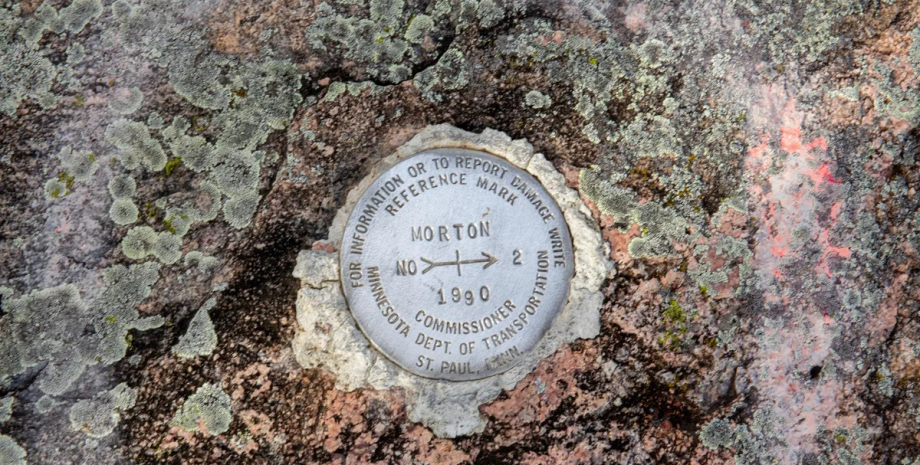 FOR INFORMATION OR TO REPORT DAMAGE WRITE
REFERENCE MARK
MORTON
NO 2
1990
COMMISSIONER
MINNESOTA DEPT. OF TRANSPORTATION
ST. PAUL, MINN.